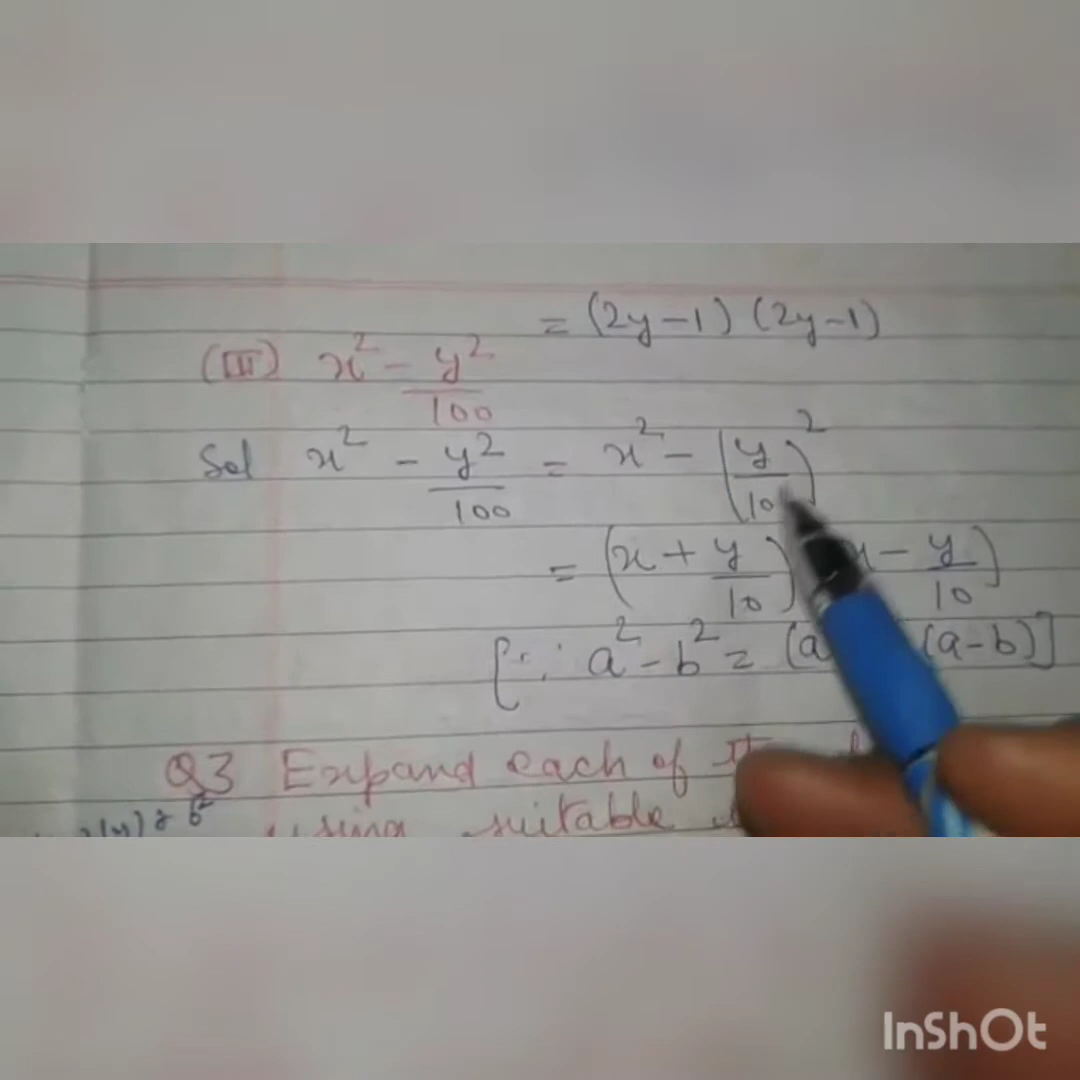 = (2y-1) (2y-1)
(III) x² - y²/100
Sol x² - y²/100 = x² - (y/10)²
= (x + y/10) x - y/10)
[∵ a² - b² = (a (a-b)]
Q3 Expand each of
using suitable
InShOt